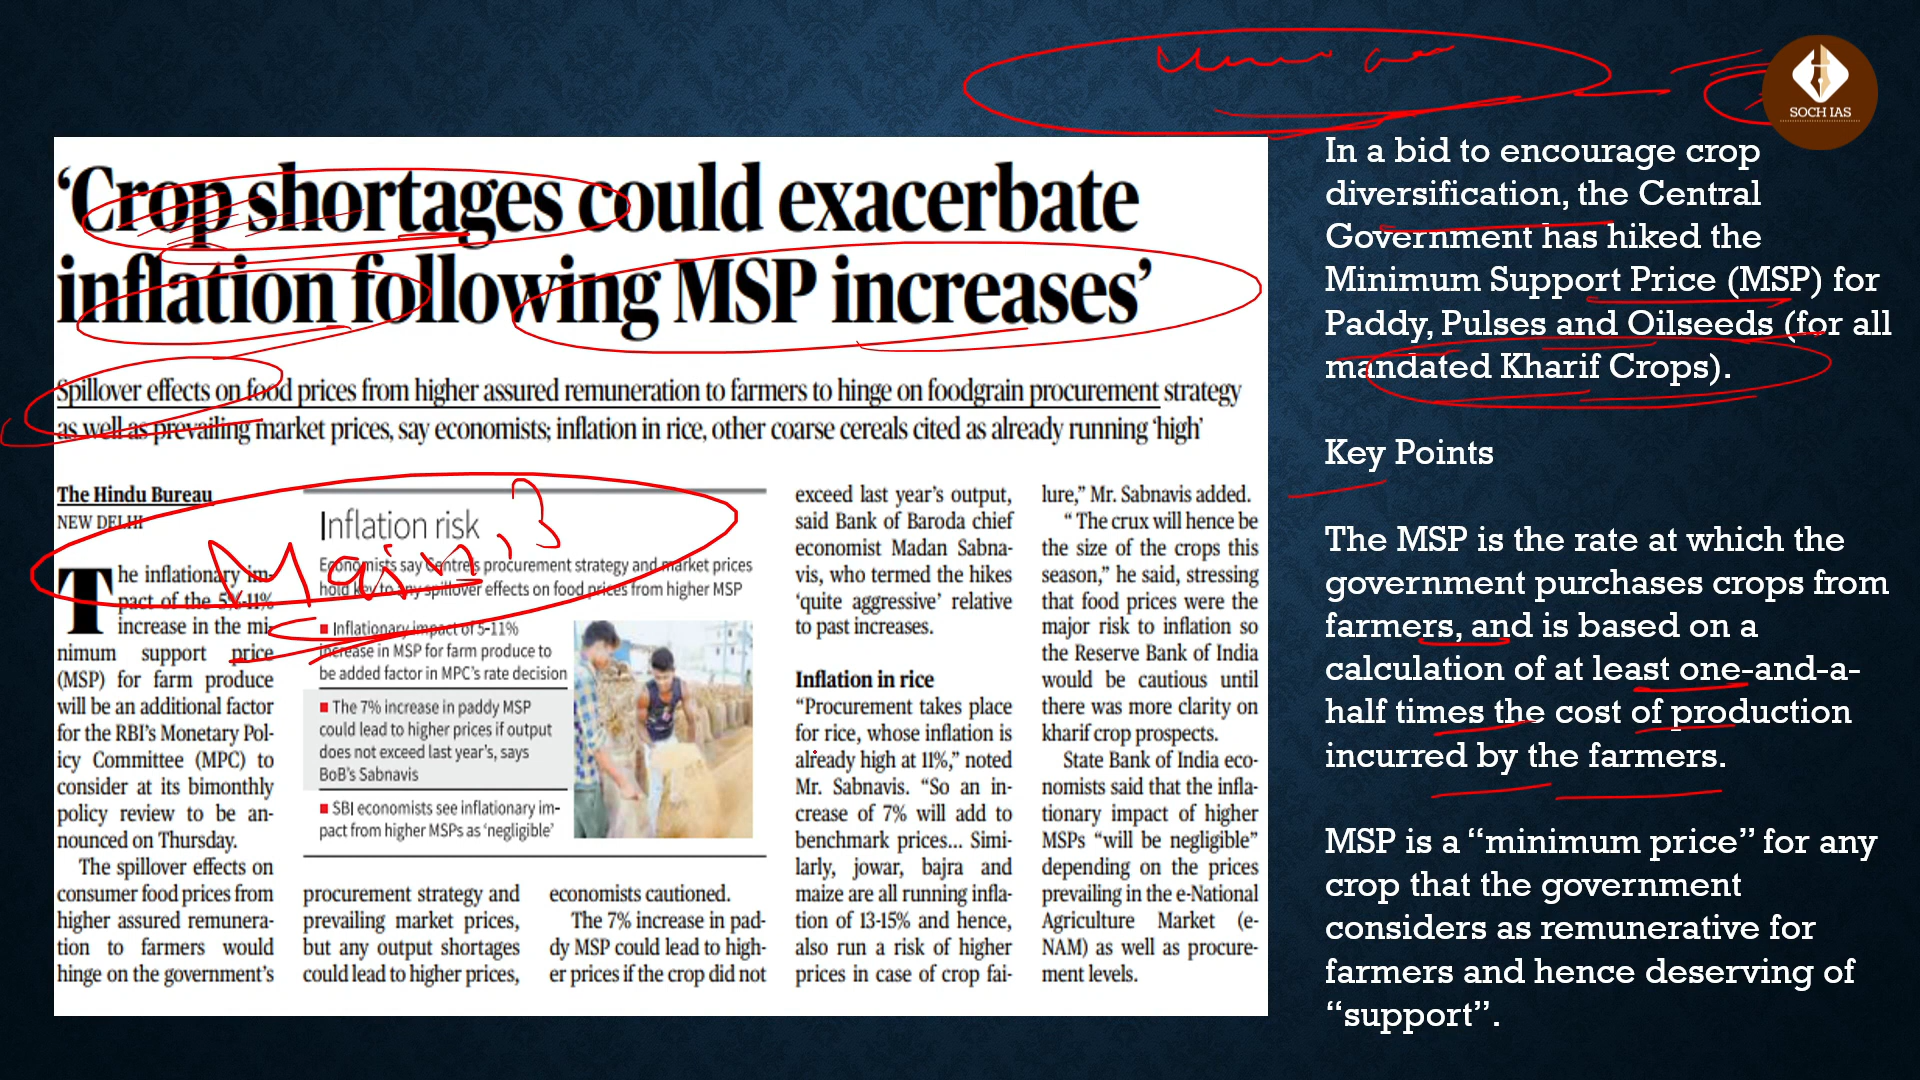 SOCH IAS
‘Crop shortages could exacerbate
inflation following MSP increases’
Spillover effects on food prices from higher assured remuneration to farmers to hinge on foodgrain procurement strategy
as well as prevailing market prices, say economists; inflation in rice, other coarse cereals cited as already running ‘high’
The Hindu Bureau
NEW DELHI
The inflationary im-
pact of the 5%-11%
increase in the mi-
nimum support price
(MSP) for farm produce
will be an additional factor
for the RBI’s Monetary Pol-
icy Committee (MPC) to
consider at its bimonthly
policy review to be an-
nounced on Thursday.
The spillover effects on
consumer food prices from
higher assured remunera-
tion to farmers would
hinge on the government’s
Inflation risk
Economists say Centre’s procurement strategy and market prices
hold key to any spillover effects on food prices from higher MSP
Inflationary impact of 5-11%
increase in MSP for farm produce to
be added factor in MPC’s rate decision
The 7% increase in paddy MSP
could lead to higher prices if output
does not exceed last year’s, says
BoB’s Sabnavis
SBI economists see inflationary im-
pact from higher MSPs as ‘negligible’
Mains 3
procurement strategy and
prevailing market prices,
but any output shortages
could lead to higher prices,
economists cautioned.
The 7% increase in pad-
dy MSP could lead to high-
er prices if the crop did not
exceed last year’s output,
said Bank of Baroda chief
economist Madan Sabna-
vis, who termed the hikes
‘quite aggressive’ relative
to past increases.
Inflation in rice
“Procurement takes place
for rice, whose inflation is
already high at 11%,” noted
Mr. Sabnavis. “So an in-
crease of 7% will add to
benchmark prices... Simi-
larly, jowar, bajra and
maize are all running infla-
tion of 13-15% and hence,
also run a risk of higher
prices in case of crop fai-
lure,” Mr. Sabnavis added.
“ The crux will hence be
the size of the crops this
season,” he said, stressing
that food prices were the
major risk to inflation so
the Reserve Bank of India
would be cautious until
there was more clarity on
kharif crop prospects.
State Bank of India eco-
nomists said that the infla-
tionary impact of higher
MSPs “will be negligible”
depending on the prices
prevailing in the e-National
Agriculture Market (e-
NAM) as well as procure-
ment levels.
In a bid to encourage crop
diversification, the Central
Government has hiked the
Minimum Support Price (MSP) for
Paddy, Pulses and Oilseeds (for all
mandated Kharif Crops).
Key Points
The MSP is the rate at which the
government purchases crops from
farmers, and is based on a
calculation of at least one-and-a-
half times the cost of production
incurred by the farmers.
MSP is a “minimum price” for any
crop that the government
considers as remunerative for
farmers and hence deserving of
“support”.